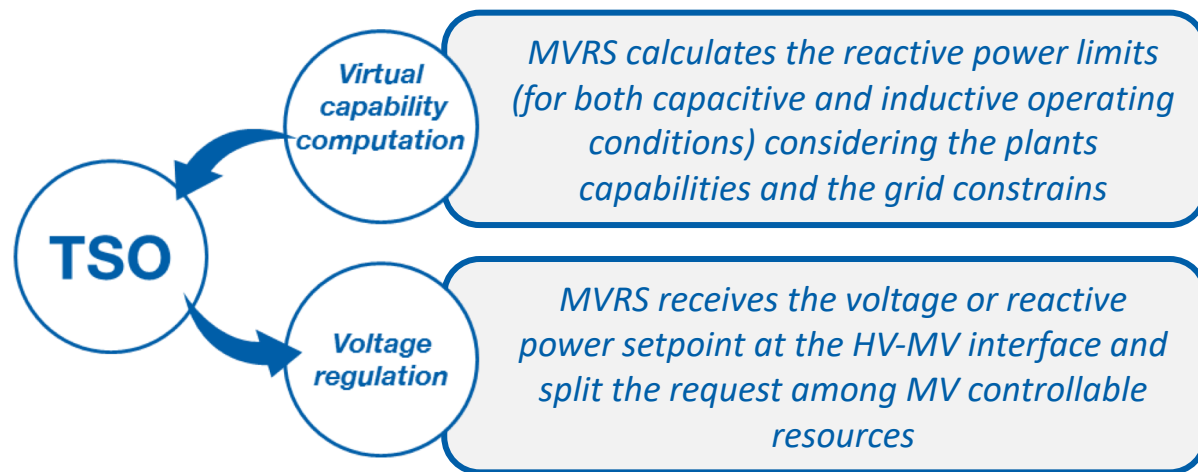 Virtual
capability
computation
MVRS calculates the reactive power limits
(for both capacitive and inductive operating
conditions) considering the plants
capabilities and the grid constrains
TSO
Voltage
regulation
MVRS receives the voltage or reactive
power setpoint at the HV-MV interface and
split the request among MV controllable
resources